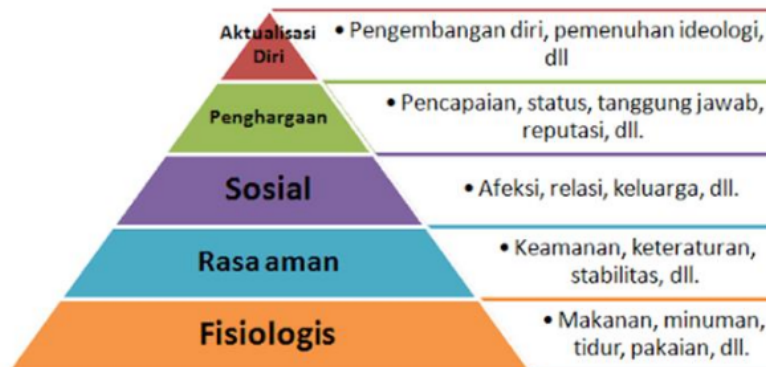 Aktualisasi
Diri
• Pengembangan diri, pemenuhan ideologi,
dll
Penghargaan
• Pencapaian, status, tanggung jawab,
reputasi, dll.
Sosial
• Afeksi, relasi, keluarga, dll.
Rasa aman
• Keamanan, keteraturan,
stabilitas, dll.
Fisiologis
• Makanan, minuman,
tidur, pakaian, dll.